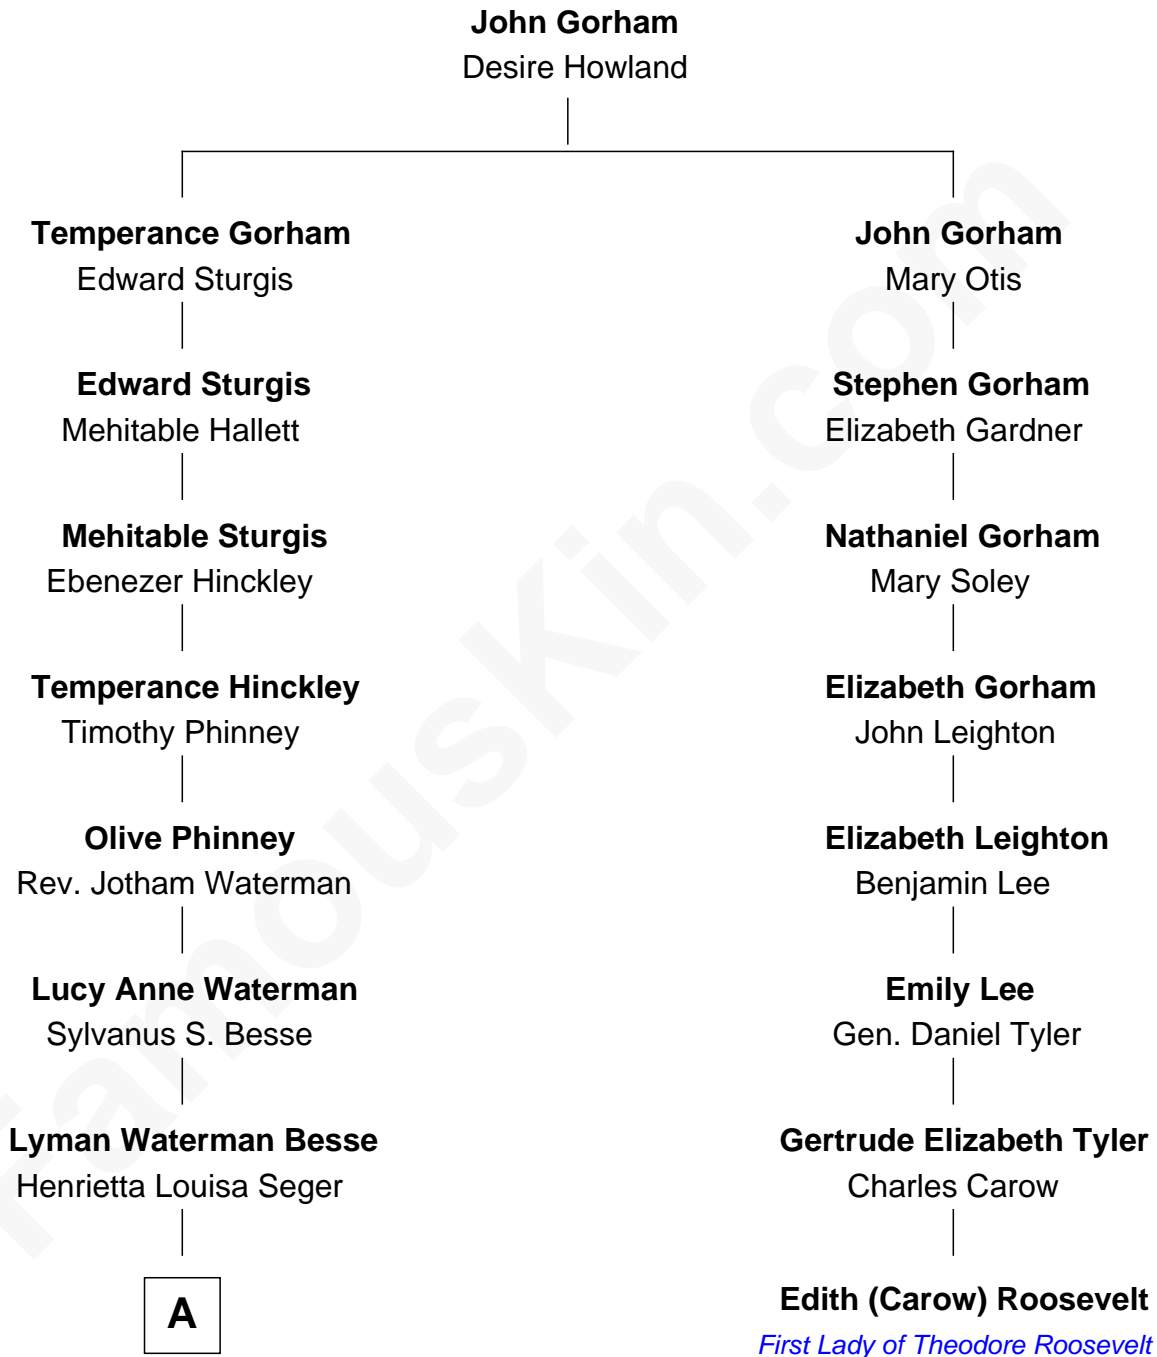 John Gorham
Desire Howland
Temperance Gorham
Edward Sturgis
John Gorham
Mary Otis
Edward Sturgis
Mehitable Hallett
Stephen Gorham
Elizabeth Gardner
Mehitable Sturgis
Ebenezer Hinckley
Nathaniel Gorham
Mary Soley
Temperance Hinckley
Timothy Phinney
Elizabeth Gorham
John Leighton
Olive Phinney
Rev. Jotham Waterman
Elizabeth Leighton
Benjamin Lee
Lucy Anne Waterman
Sylvanus S. Besse
Emily Lee
Gen. Daniel Tyler
Lyman Waterman Besse
Henrietta Louisa Seger
Gertrude Elizabeth Tyler
Charles Carow
A
Edith (Carow) Roosevelt
First Lady of Theodore Roosevelt
FamousKin.com